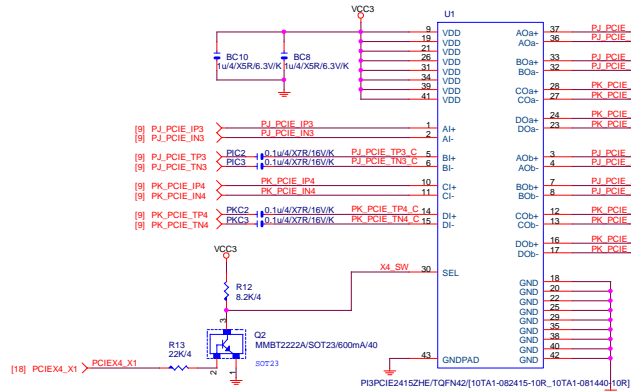 VCC3
U1
BC10
1u/4/X5R/6.3V/K
BC8
1u/4/X5R/6.3V/K
9 VDD
19 VDD
21 VDD
26 VDD
31 VDD
34 VDD
39 VDD
41 VDD
AOa+ 37 PJ_PCIE_
AOa- 36 PJ_PCIE_
BOa+ 33 PJ_PCIE_
BOa- 32 PJ_PCIE_
COa+ 28 PK_PCIE_
COa- 27 PK_PCIE_
DOa+ 24 PK_PCIE_
DOa- 23 PK_PCIE_
[9] PJ_PCIE_IP3 PJ_PCIE_IP3 1 AI+
[9] PJ_PCIE_IN3 PJ_PCIE_IN3 2 AI-
[9] PJ_PCIE_TP3 PIC2 0.1u/4/X7R/16V/K PJ_PCIE_TP3_C 5 BI+
[9] PJ_PCIE_TN3 PIC3 0.1u/4/X7R/16V/K PJ_PCIE_TN3_C 6 BI-
[9] PK_PCIE_IP4 PK_PCIE_IP4 10 CI+
[9] PK_PCIE_IN4 PK_PCIE_IN4 11 CI-
[9] PK_PCIE_TP4 PKC2 0.1u/4/X7R/16V/K PK_PCIE_TP4_C 14 DI+
[9] PK_PCIE_TN4 PKC3 0.1u/4/X7R/16V/K PK_PCIE_TN4_C 15 DI-
AOb+ 3 PJ_PCIE_
AOb- 4 PJ_PCIE_
BOb+ 7 PJ_PCIE_
BOb- 8 PJ_PCIE_
COb+ 12 PK_PCIE_
COb- 13 PK_PCIE_
DOb+ 16 PK_PCIE_
DOb- 17 PK_PCIE_
VCC3
X4_SW 30 SEL
R12
8.2K/4
3
Q2
MMBT2222A/SOT23/600mA/40
SOT23
R13
22K/4
2
1
[18] PCIEX4_X1 PCIEX4_X1
GND 18
GND 20
GND 22
GND 25
GND 29
GND 35
GND 38
GND 40
GND 42
43 GNDPAD
PI3PCIE2415ZHE/TQFN42/[10TA1-082415-10R_10TA1-081440-10R]